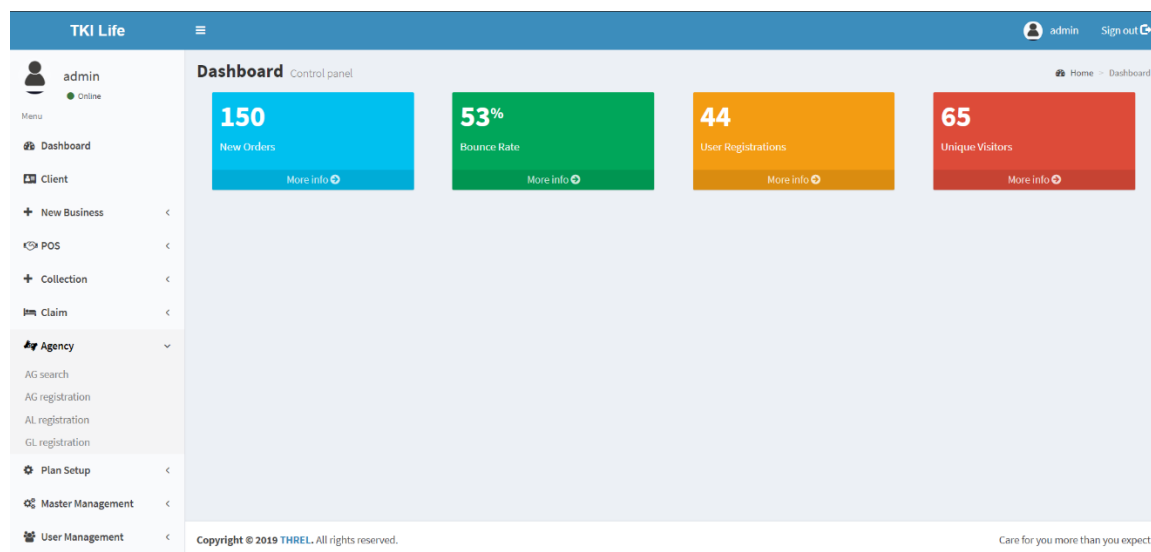 TKI Life
admin Sign out
admin
Online
Menu
Dashboard
Client
New Business
POS
Collection
Claim
Agency
AG search
AG registration
AL registration
GL registration
Plan Setup
Master Management
User Management
Dashboard Control panel
Home > Dashboard
150
New Orders
More info
53%
Bounce Rate
More info
44
User Registrations
More info
65
Unique Visitors
More info
Copyright © 2019 THREL. All rights reserved.
Care for you more than you expect